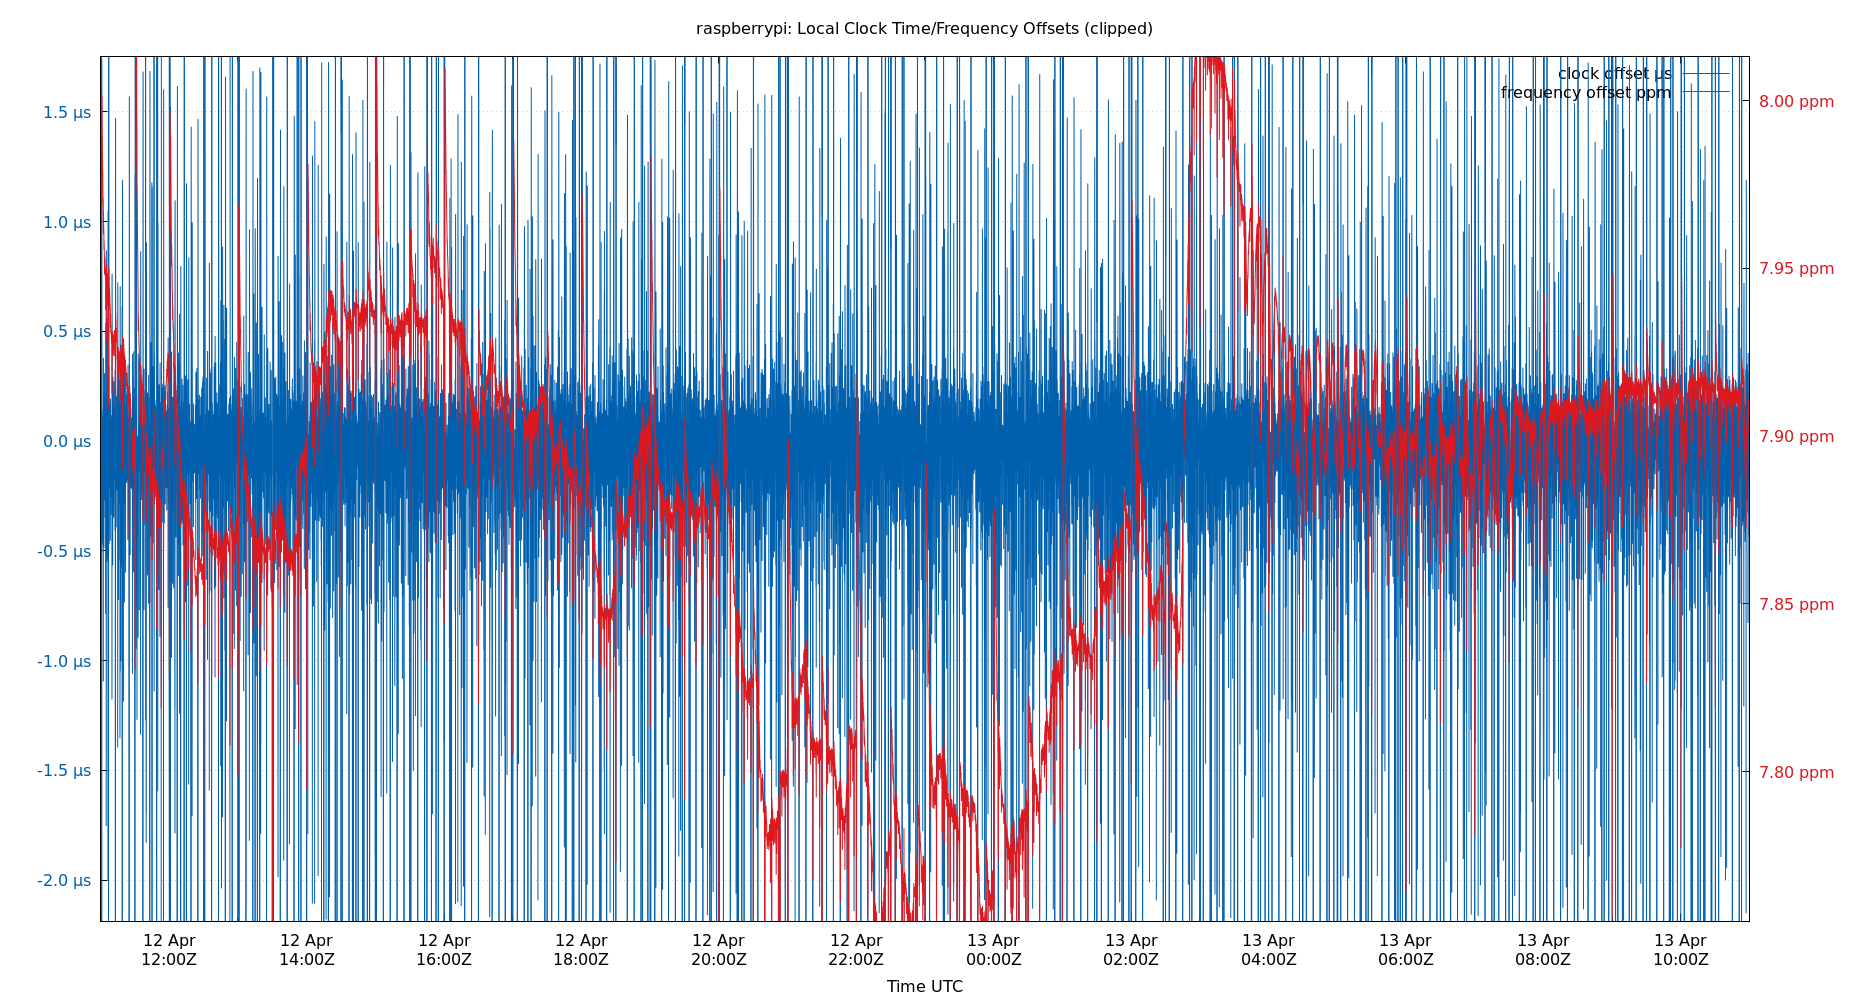 raspberrypi: Local Clock Time/Frequency Offsets (clipped)
clock offset µs
frequency offset ppm
1.5 µs
1.0 µs
0.5 µs
0.0 µs
-0.5 µs
-1.0 µs
-1.5 µs
-2.0 µs
8.00 ppm
7.95 ppm
7.90 ppm
7.85 ppm
7.80 ppm
12 Apr
12:00Z
12 Apr
14:00Z
12 Apr
16:00Z
12 Apr
18:00Z
12 Apr
20:00Z
12 Apr
22:00Z
13 Apr
00:00Z
13 Apr
02:00Z
13 Apr
04:00Z
13 Apr
06:00Z
13 Apr
08:00Z
13 Apr
10:00Z
Time UTC